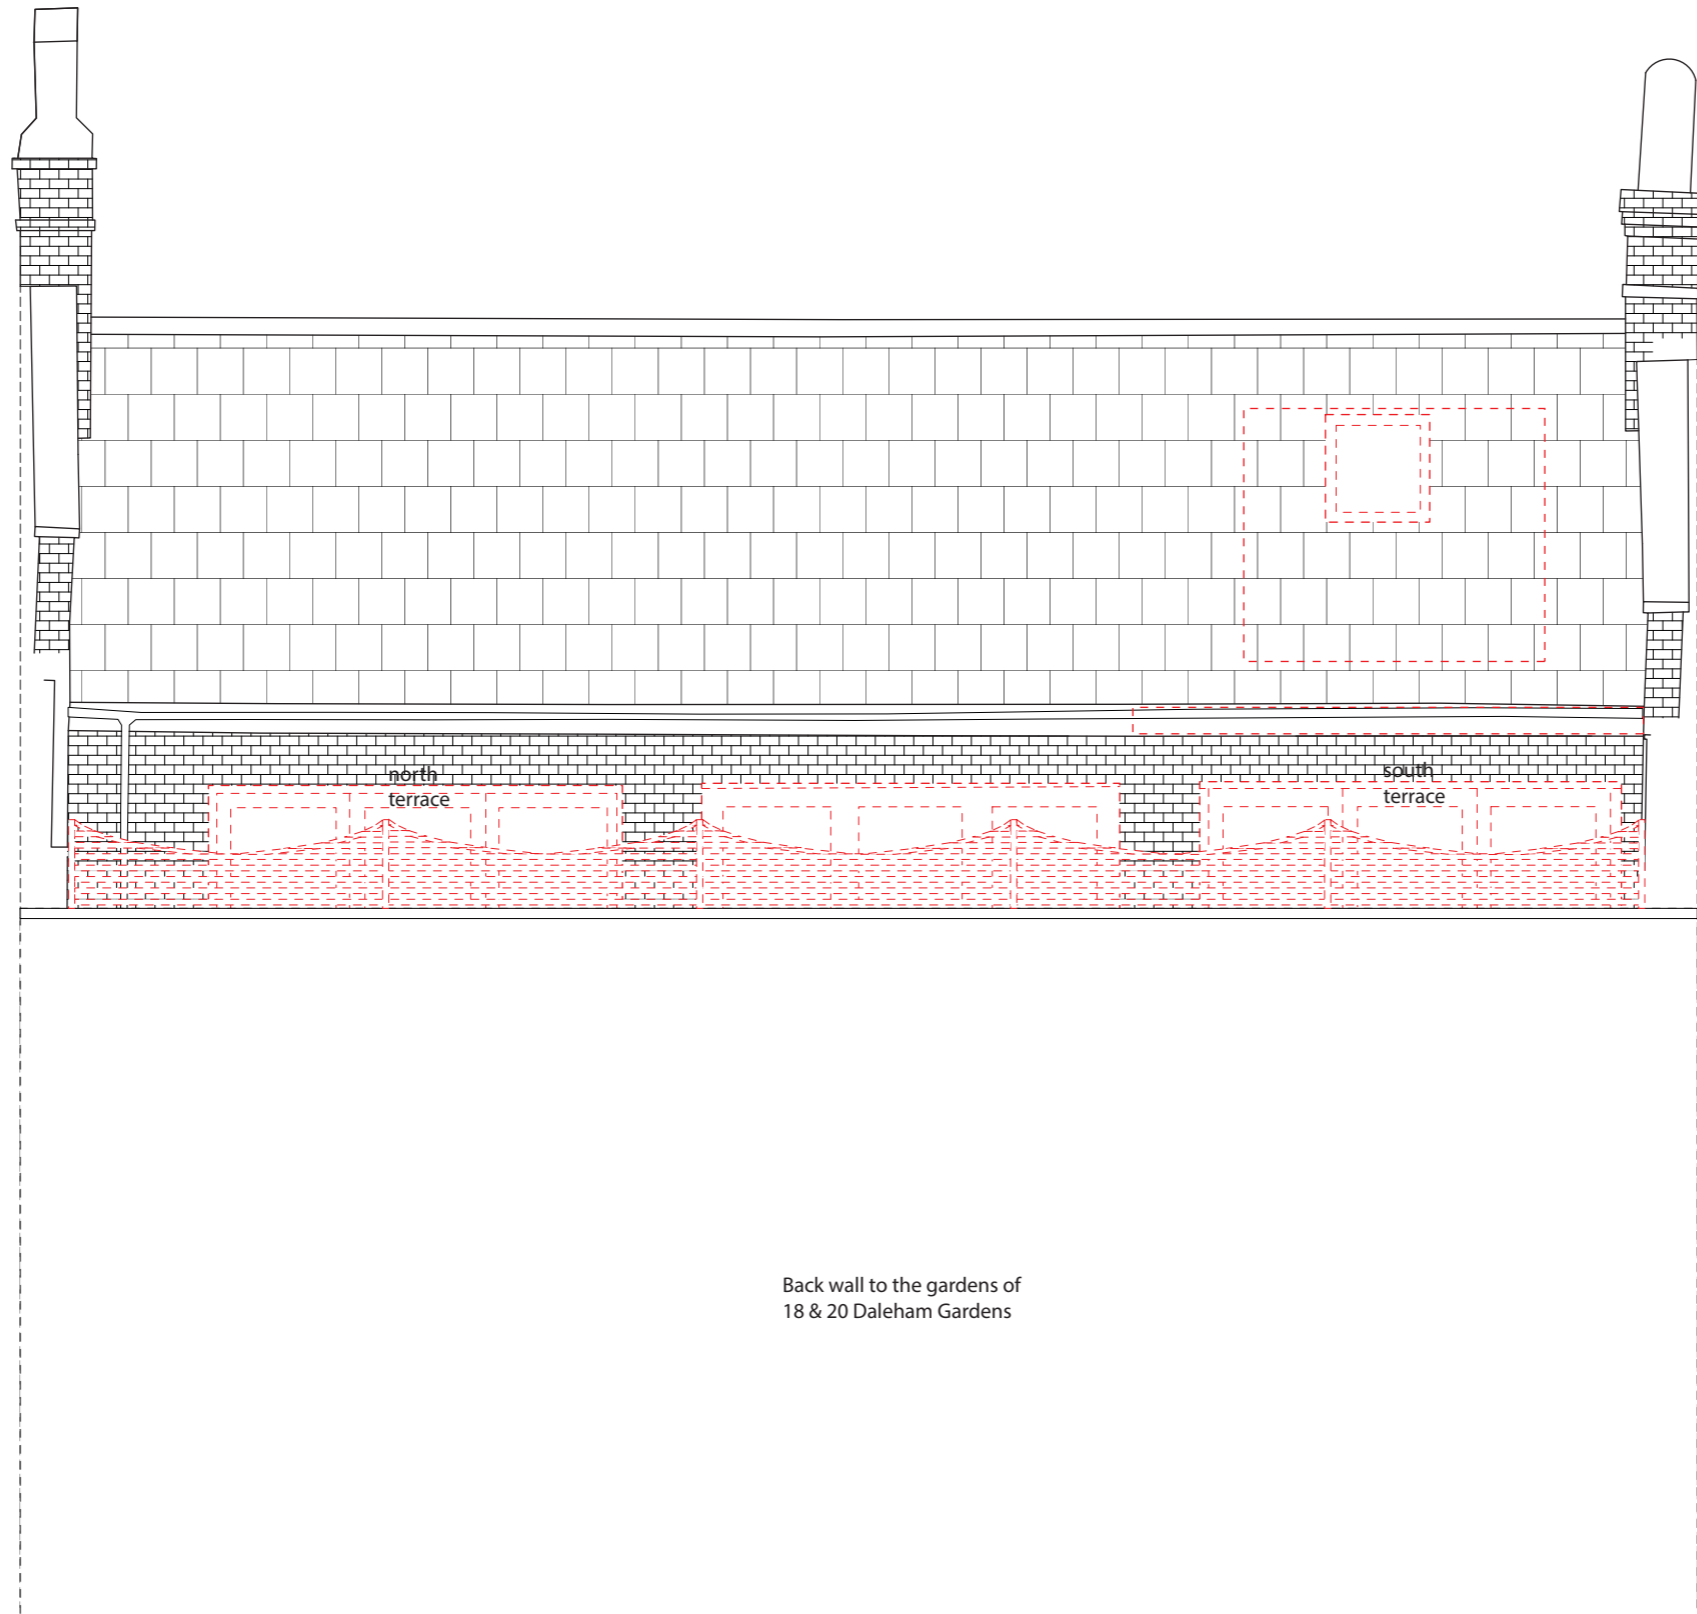 north
terrace
south
terrace
Back wall to the gardens of
18 & 20 Daleham Gardens